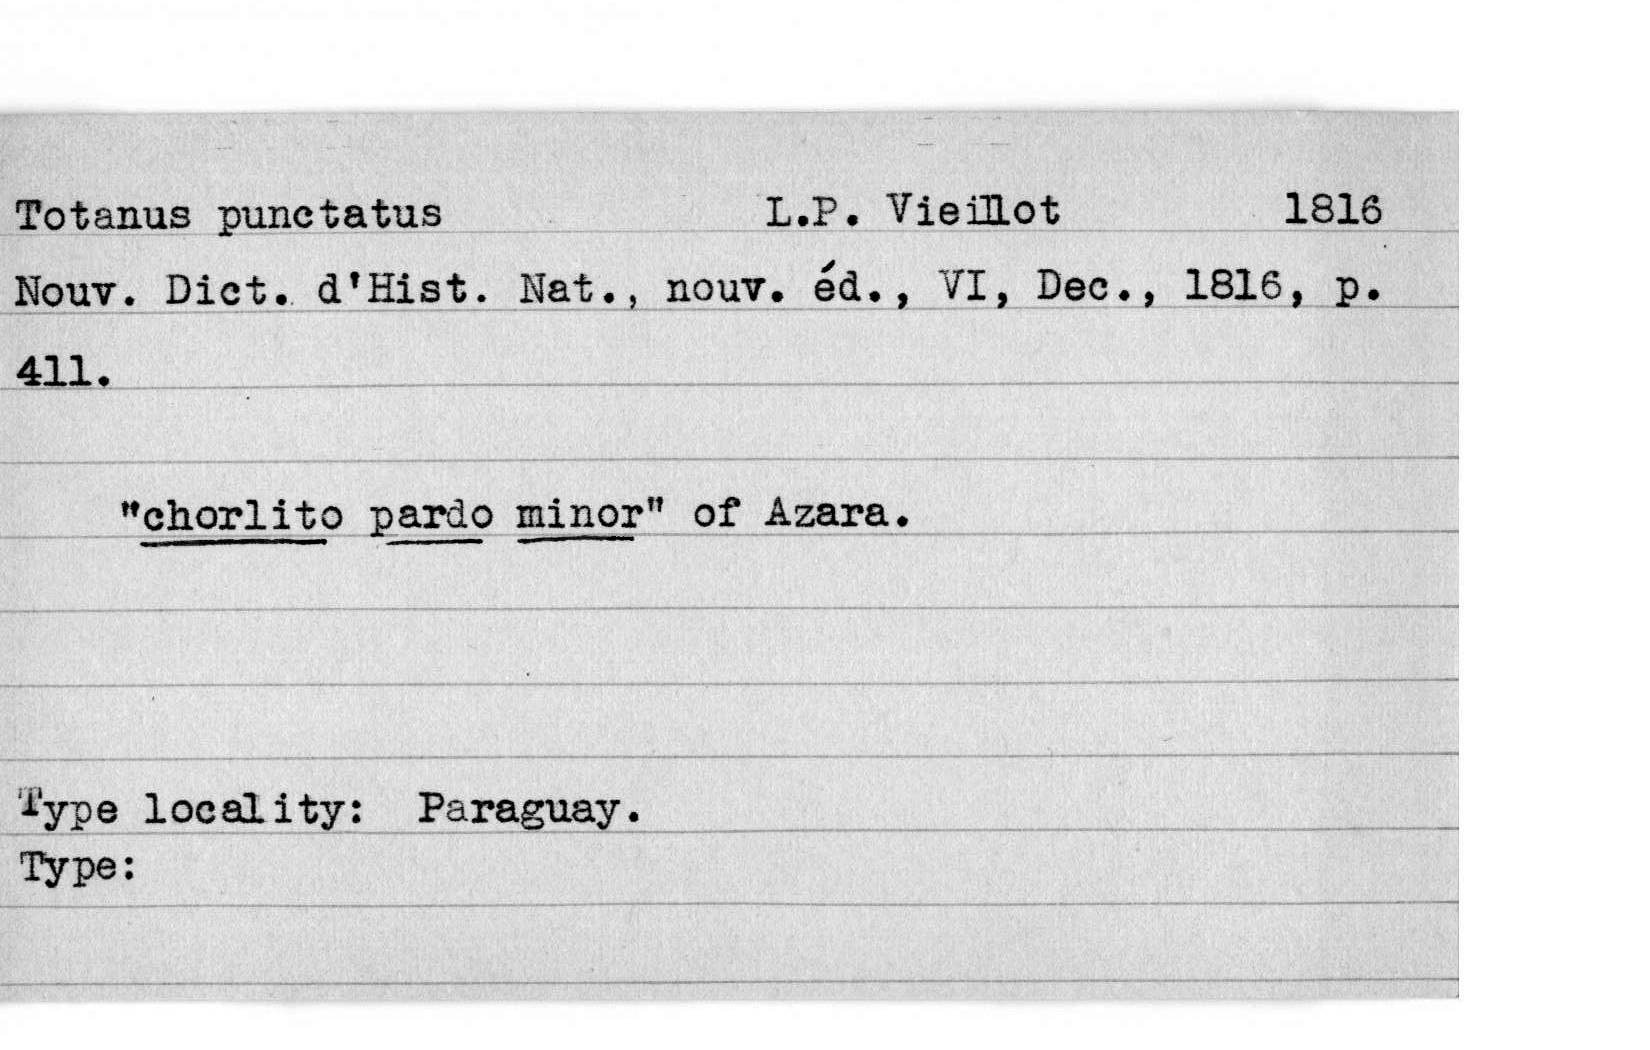 Totanus punctatus L.P. Vieillot 1816
Nouv. Dict. d'Hist. Nat., nouv. éd., VI, Dec., 1816, p.
411.
"chorlito pardo minor" of Azara.
Type locality: Paraguay.
Type: